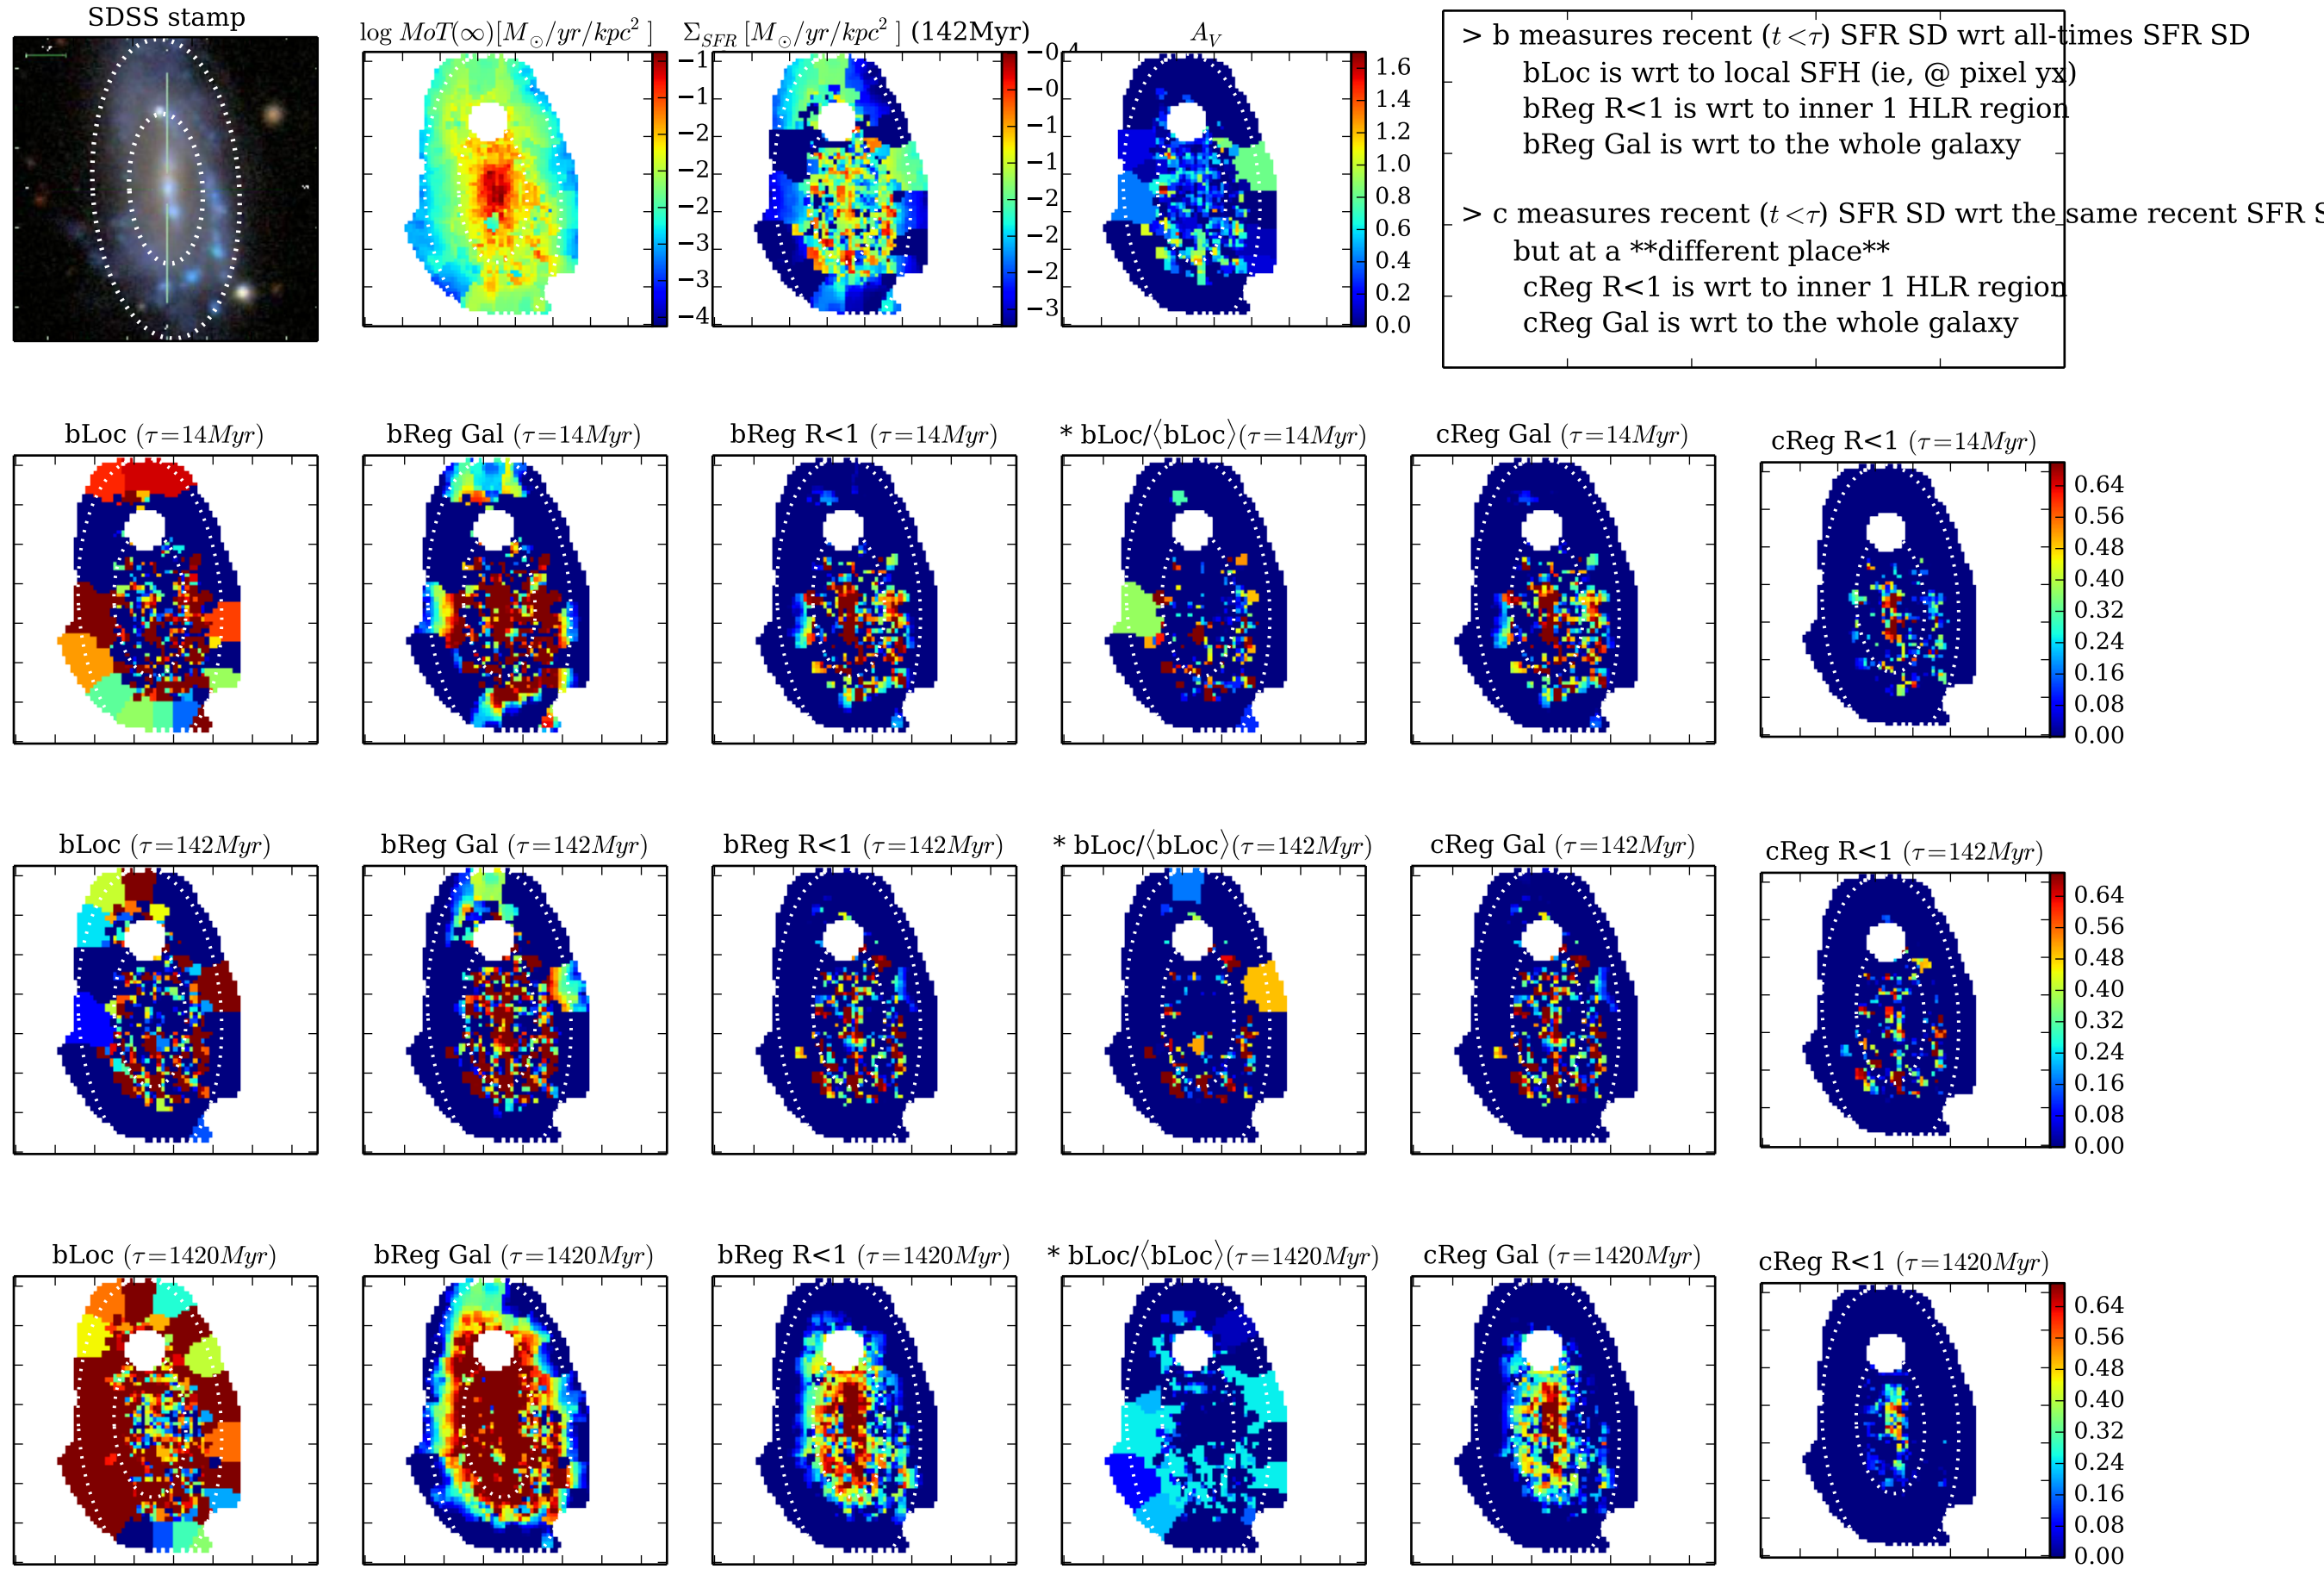 SDSS stamp
log MoT(∞)[M⊙/yr/kpc² ]
Σ_SFR [M⊙/yr/kpc² ] (142Myr)
A_V
−1
−1
−2
−2
−3
−3
−4
−0
−0
−1
−1
−2
−2
−2
−3
1.6
1.4
1.2
1.0
0.8
0.6
0.4
0.2
0.0
> b measures recent (t <τ) SFR SD wrt all-times SFR SD
bLoc is wrt to local SFH (ie, @ pixel yx)
bReg R<1 is wrt to inner 1 HLR region
bReg Gal is wrt to the whole galaxy
> c measures recent (t <τ) SFR SD wrt the same recent SFR S
but at a **different place**
cReg R<1 is wrt to inner 1 HLR region
cReg Gal is wrt to the whole galaxy
bLoc (τ=14Myr)
bReg Gal (τ=14Myr)
bReg R<1 (τ=14Myr)
* bLoc/⟨bLoc⟩(τ=14Myr)
cReg Gal (τ=14Myr)
cReg R<1 (τ=14Myr)
0.64
0.56
0.48
0.40
0.32
0.24
0.16
0.08
0.00
bLoc (τ=142Myr)
bReg Gal (τ=142Myr)
bReg R<1 (τ=142Myr)
* bLoc/⟨bLoc⟩(τ=142Myr)
cReg Gal (τ=142Myr)
cReg R<1 (τ=142Myr)
0.64
0.56
0.48
0.40
0.32
0.24
0.16
0.08
0.00
bLoc (τ=1420Myr)
bReg Gal (τ=1420Myr)
bReg R<1 (τ=1420Myr)
* bLoc/⟨bLoc⟩(τ=1420Myr)
cReg Gal (τ=1420Myr)
cReg R<1 (τ=1420Myr)
0.64
0.56
0.48
0.40
0.32
0.24
0.16
0.08
0.00